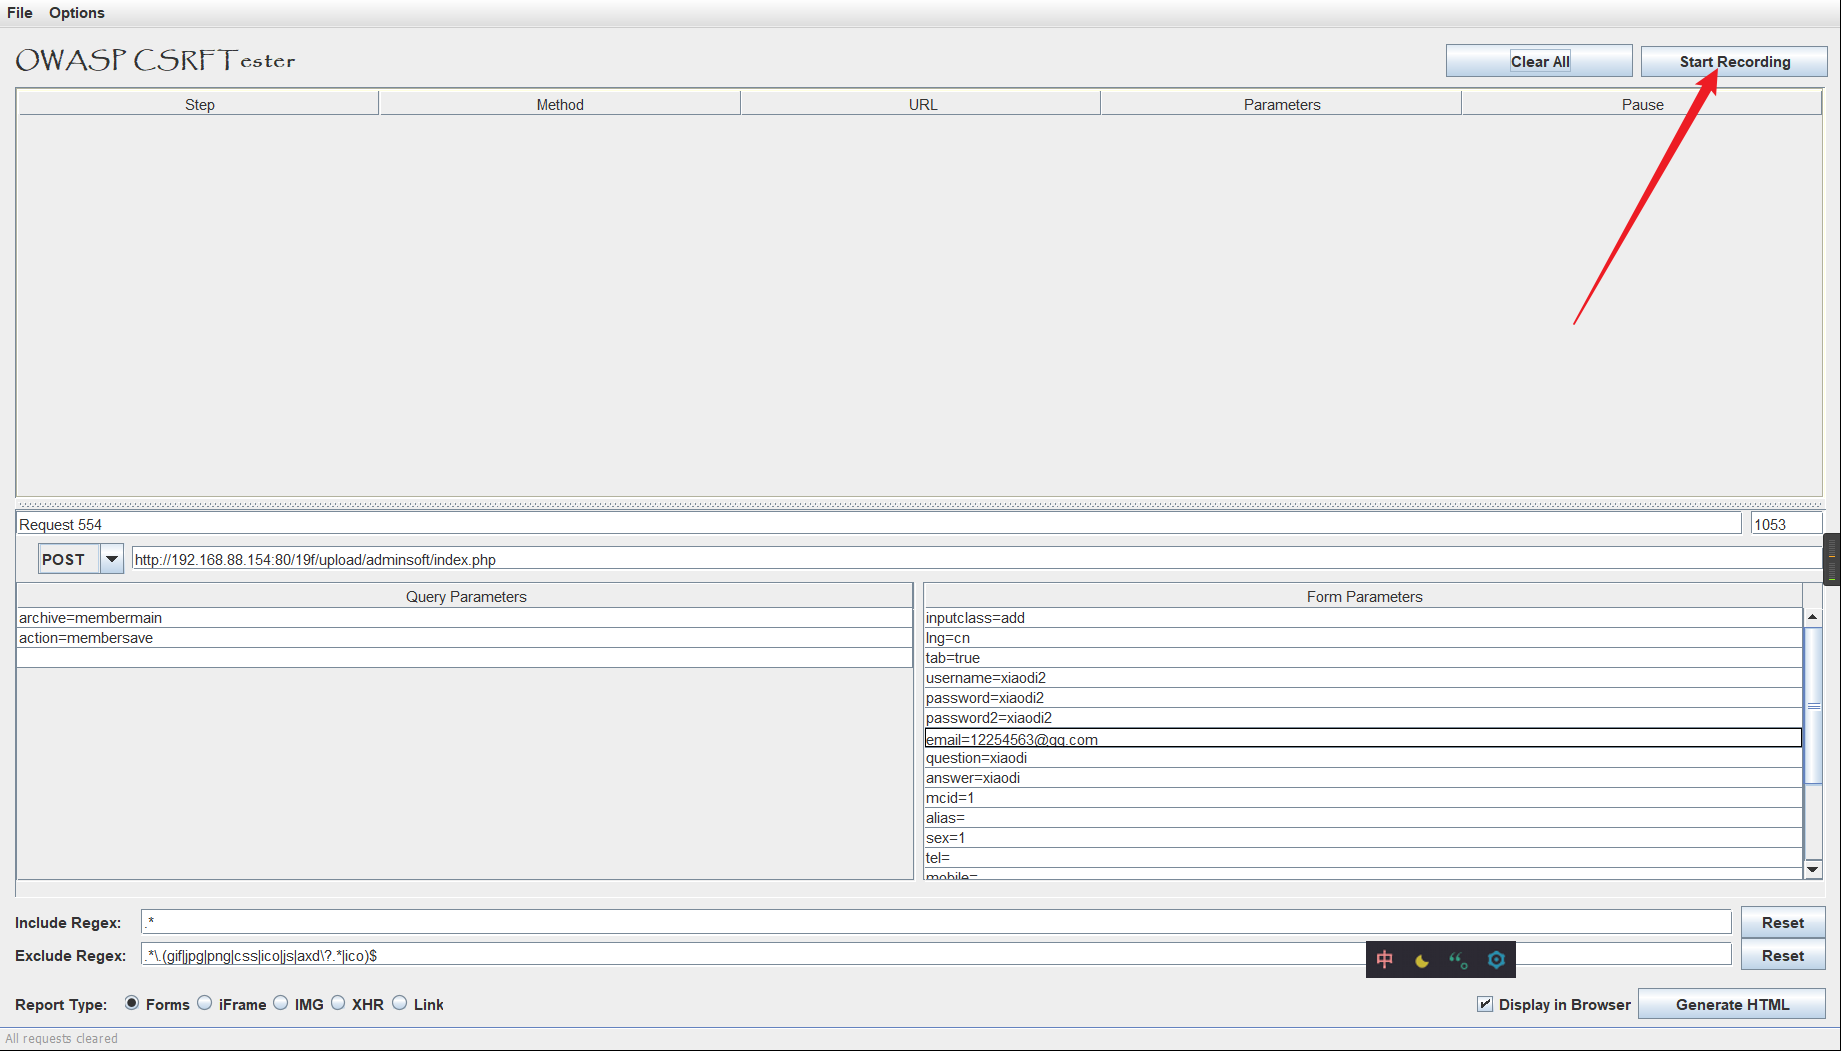 File Options
OWASP CSRFTester
Clear All Start Recording
Step Method URL Parameters Pause
Request 554 1053
POST http://192.168.88.154:80/19f/upload/adminsoft/index.php
Query Parameters Form Parameters
archive=membermain inputclass=add
action=membersave lng=cn
tab=true
username=xiaodi2
password=xiaodi2
password2=xiaodi2
email=12254563@qq.com
question=xiaodi
answer=xiaodi
mcid=1
alias=
sex=1
tel=
mobile=
Include Regex: .* Reset
Exclude Regex: .*\.(gif|jpg|png|css|ico|js|axd\?.*|ico)$ Reset
中
Report Type: Forms iFrame IMG XHR Link Display in Browser Generate HTML
All requests cleared